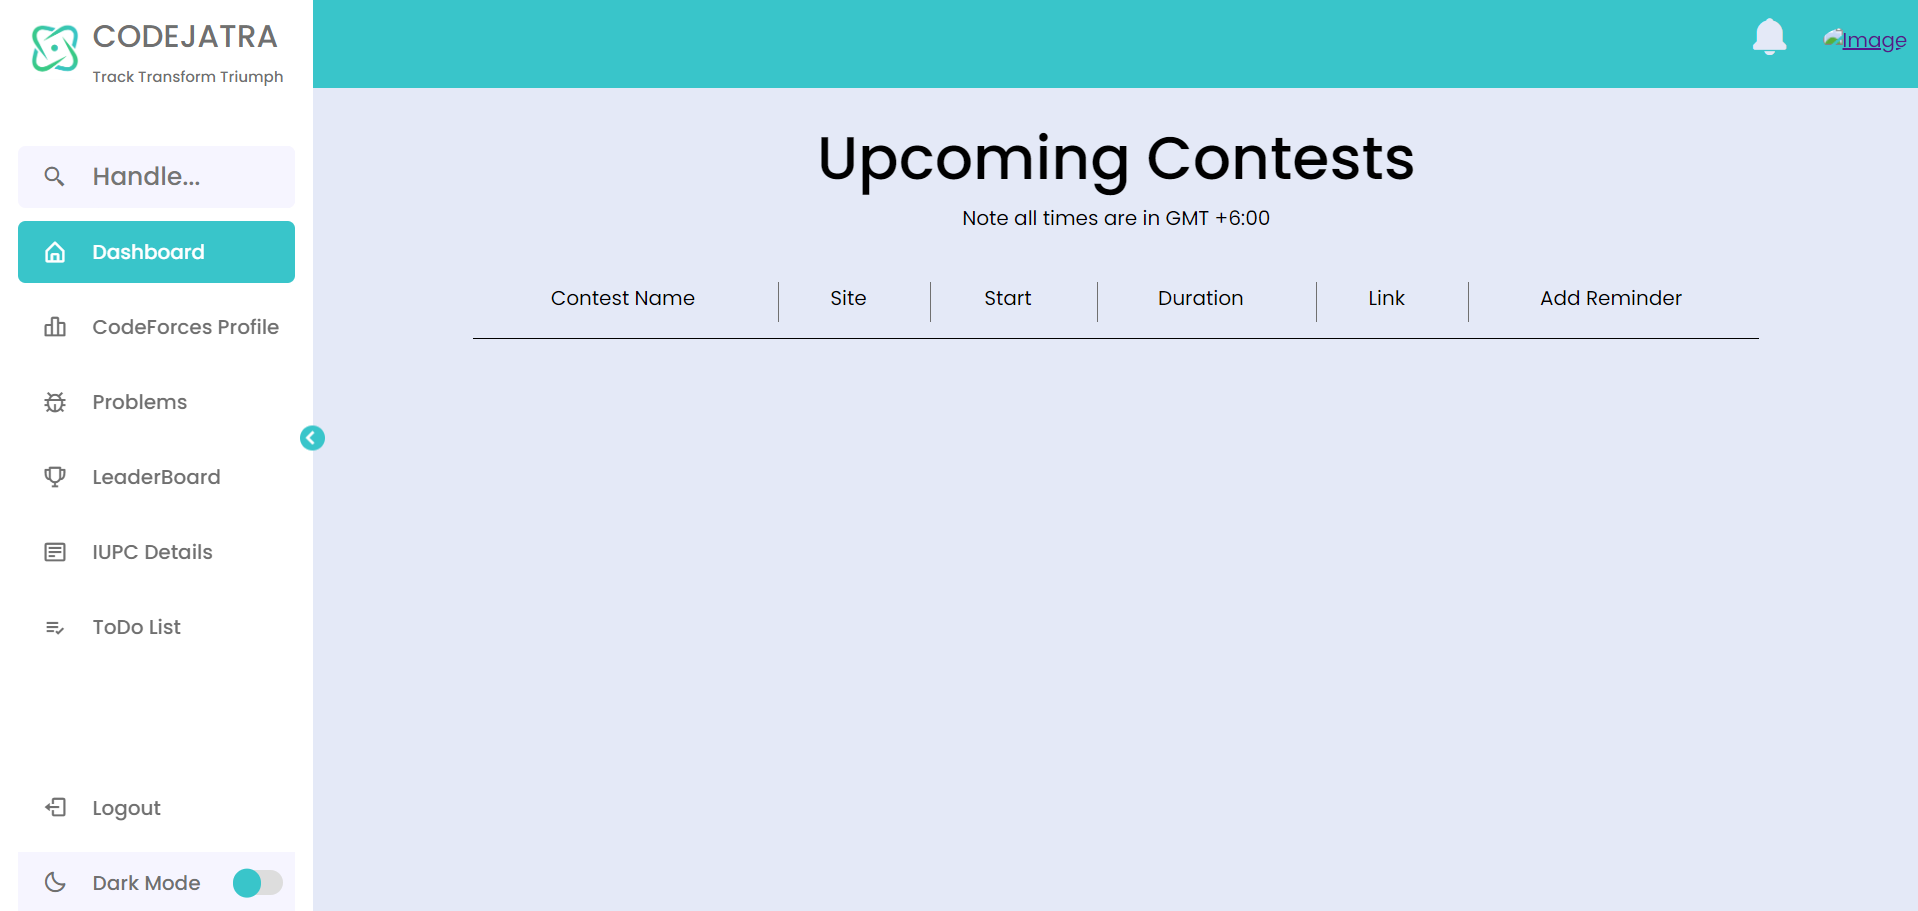 CODEJATRA
Track Transform Triumph
Handle...
Dashboard
CodeForces Profile
Problems
LeaderBoard
IUPC Details
ToDo List
Logout
Dark Mode
Image
Upcoming Contests
Note all times are in GMT +6:00
Contest Name Site Start Duration Link Add Reminder